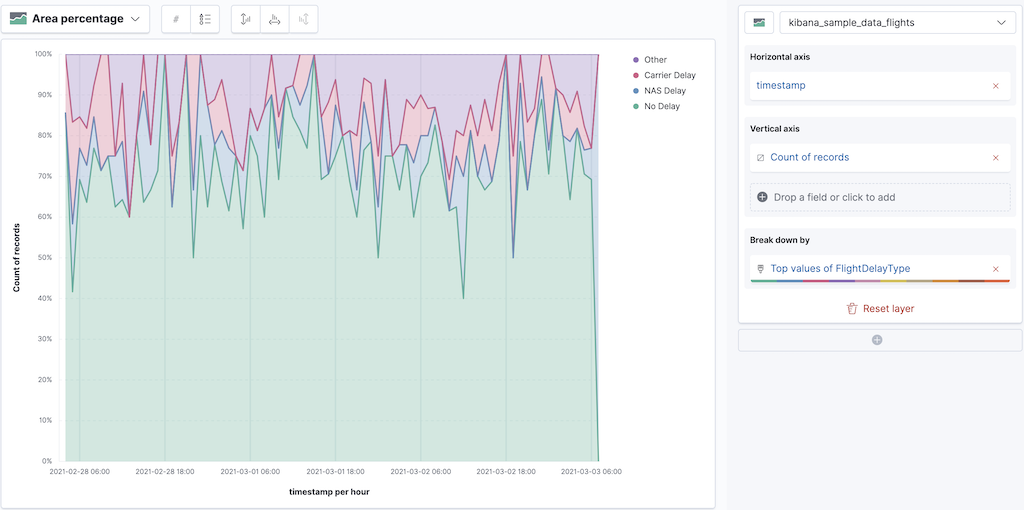 Area percentage
kibana_sample_data_flights
Horizontal axis
timestamp
Vertical axis
Count of records
Drop a field or click to add
Break down by
Top values of FlightDelayType
Reset layer
100%
90%
80%
70%
60%
50%
40%
30%
20%
10%
0%
Count of records
2021-02-28 06:00
2021-02-28 18:00
2021-03-01 06:00
2021-03-01 18:00
2021-03-02 06:00
2021-03-02 18:00
2021-03-03 06:00
timestamp per hour
Other
Carrier Delay
NAS Delay
No Delay